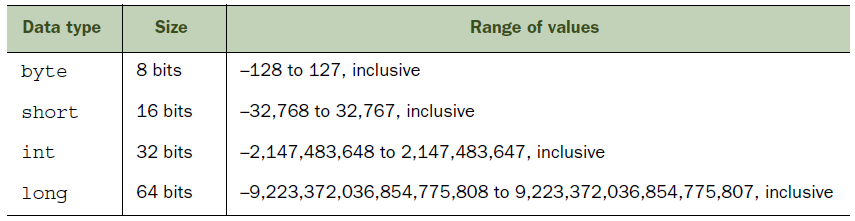 Data type Size Range of values
byte 8 bits –128 to 127, inclusive
short 16 bits –32,768 to 32,767, inclusive
int 32 bits –2,147,483,648 to 2,147,483,647, inclusive
long 64 bits –9,223,372,036,854,775,808 to 9,223,372,036,854,775,807, inclusive